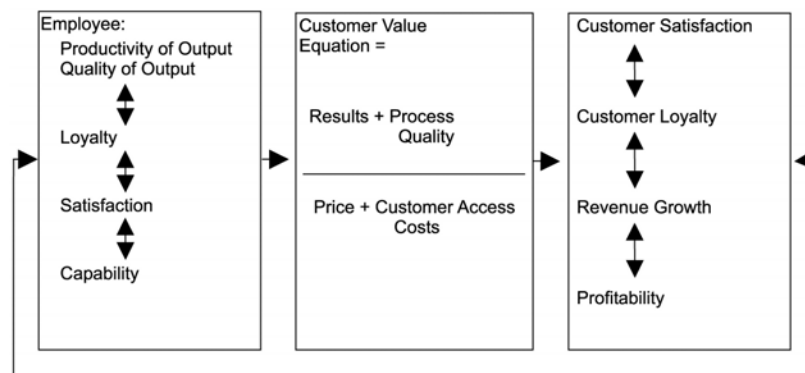 Employee:
Productivity of Output
Quality of Output
Loyalty
Satisfaction
Capability
Customer Value
Equation =
Results + Process
Quality
Price + Customer Access
Costs
Customer Satisfaction
Customer Loyalty
Revenue Growth
Profitability